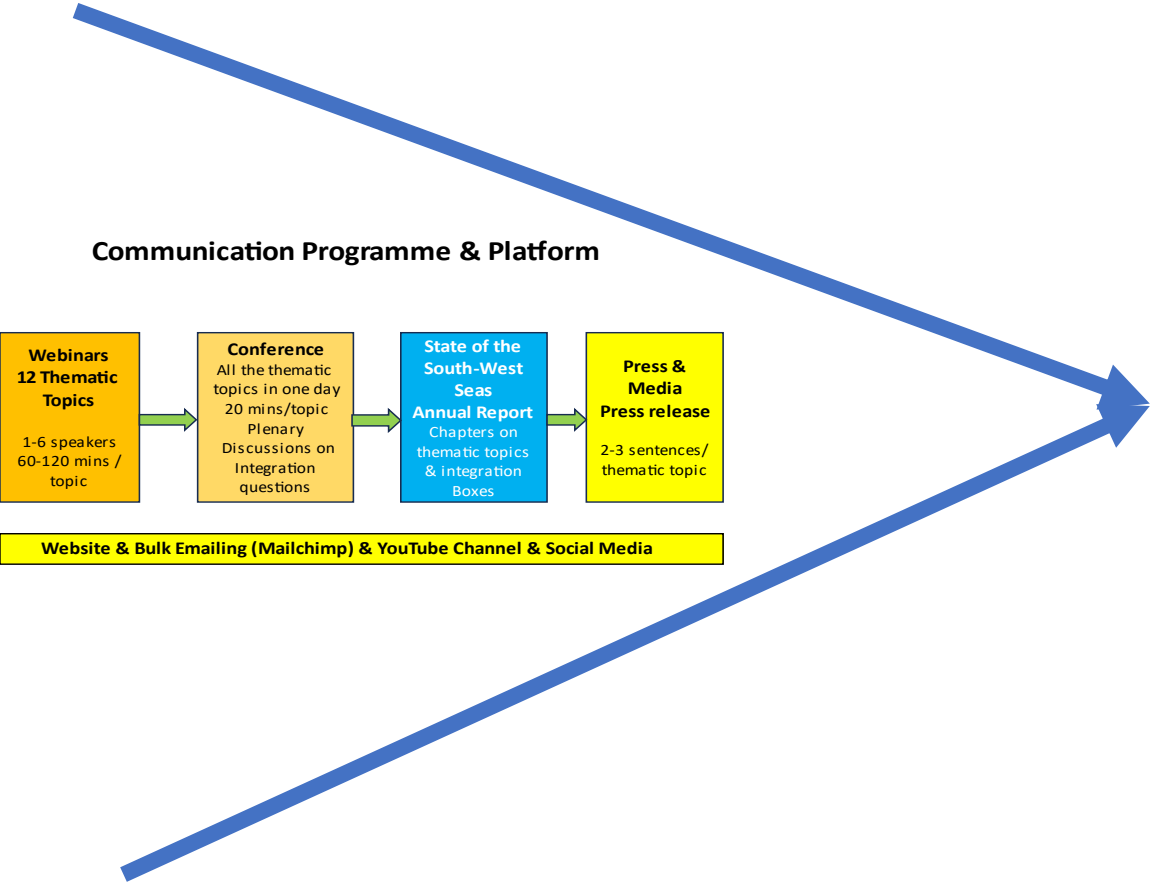 Communication Programme & Platform
Webinars
12 Thematic
Topics
1-6 speakers
60-120 mins /
topic
Conference
All the thematic
topics in one day
20 mins/topic
Plenary
Discussions on
Integration
questions
State of the
South-West
Seas
Annual Report
Chapters on
thematic topics
& integration
Boxes
Press &
Media
Press release
2-3 sentences/
thematic topic
Website & Bulk Emailing (Mailchimp) & YouTube Channel & Social Media